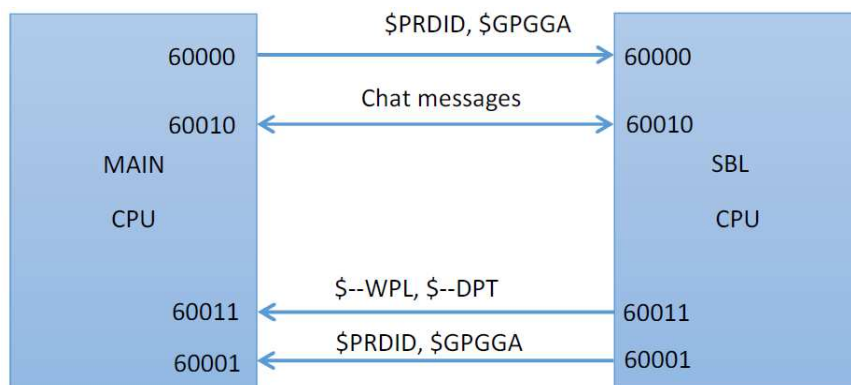 $PRDID, $GPGGA
60000 60000
Chat messages
60010 60010
MAIN SBL
CPU CPU
$--WPL, $--DPT
60011 60011
$PRDID, $GPGGA
60001 60001